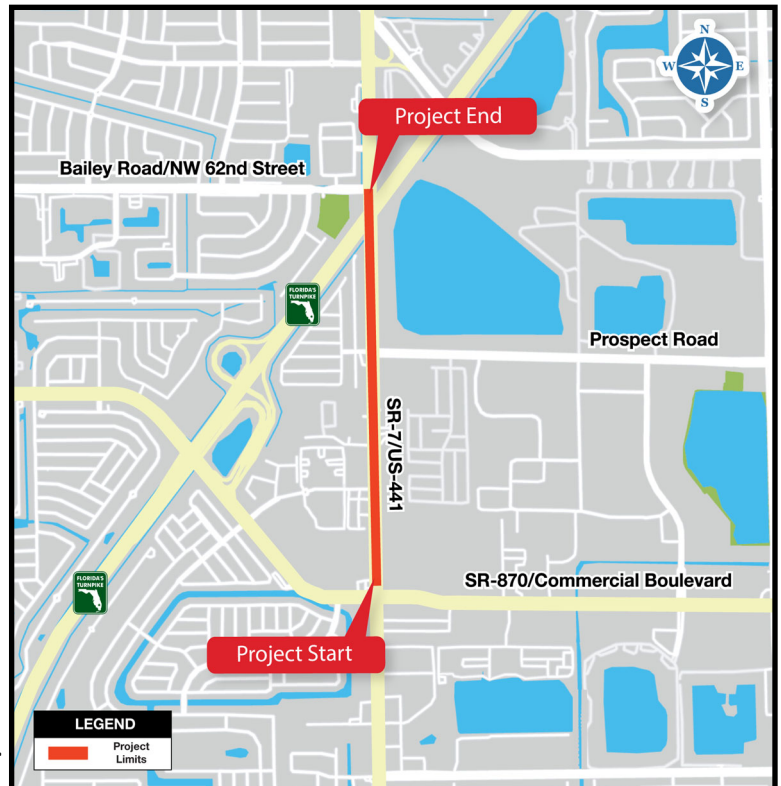 N
W E
S
Project End
Bailey Road/NW 62nd Street
FLORIDA'S
TURNPIKE
Prospect Road
SR-7/US-441
SR-870/Commercial Boulevard
FLORIDA'S
TURNPIKE
Project Start
LEGEND
Project
Limits